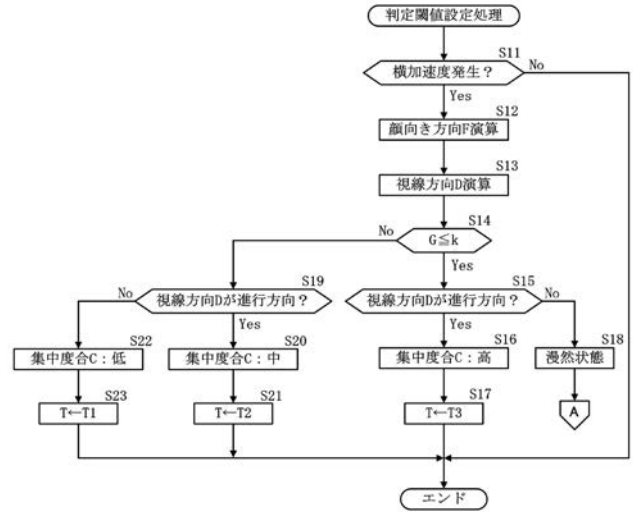 判定閾値設定処理
S11
横加速度発生？
No
Yes
S12
顔向き方向F演算
S13
視線方向D演算
S14
G≦k
No
Yes
S19
視線方向Dが進行方向？
No
Yes
S15
視線方向Dが進行方向？
No
Yes
S22
集中度合C：低
S20
集中度合C：中
S16
集中度合C：高
S18
漫然状態
S23
T←T1
S21
T←T2
S17
T←T3
A
エンド